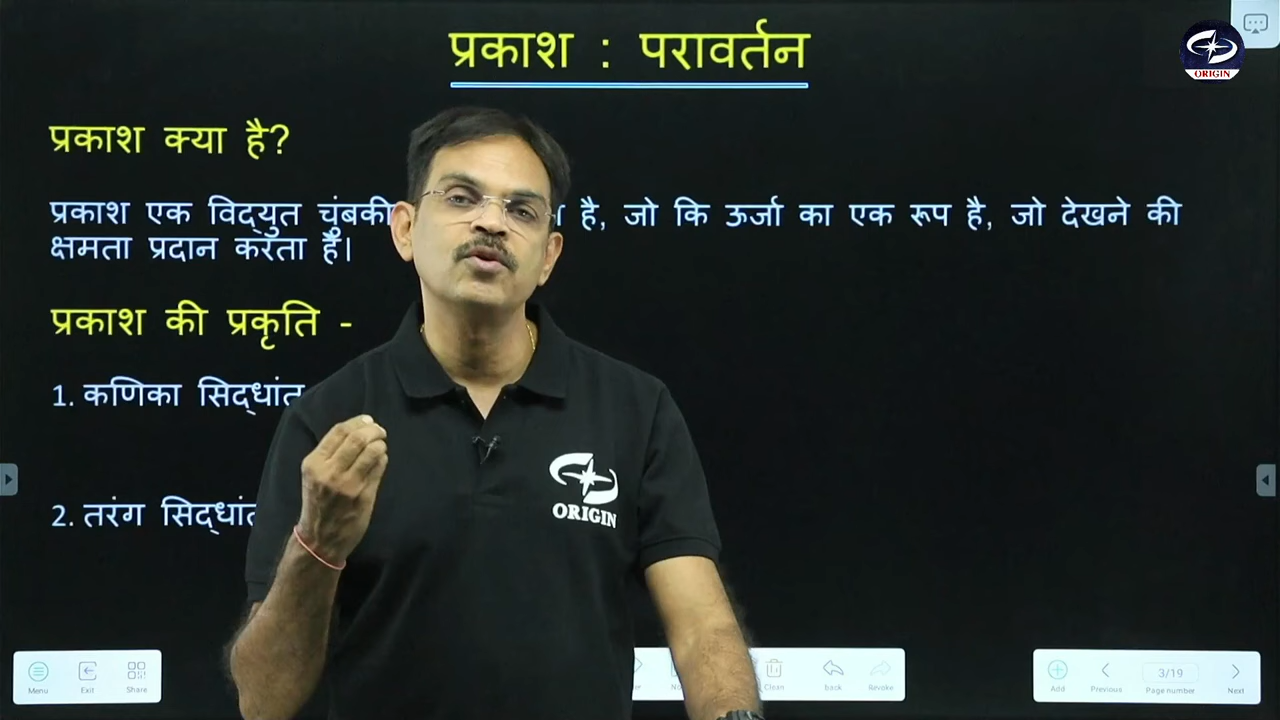 प्रकाश : परावर्तन
ORIGIN
प्रकाश क्या है?
प्रकाश एक विद्युत है, जो कि ऊर्जा का एक रूप है, जो देखने की
क्षमता प्रदान करता है।
प्रकाश की प्रकृति -
1. कणिका सिद्धांत
2. तरंग सिद्धांत
ORIGIN
Menu
Exit
Share
Clean
back
Revoke
Add
Previous
3/19
Page number
Next